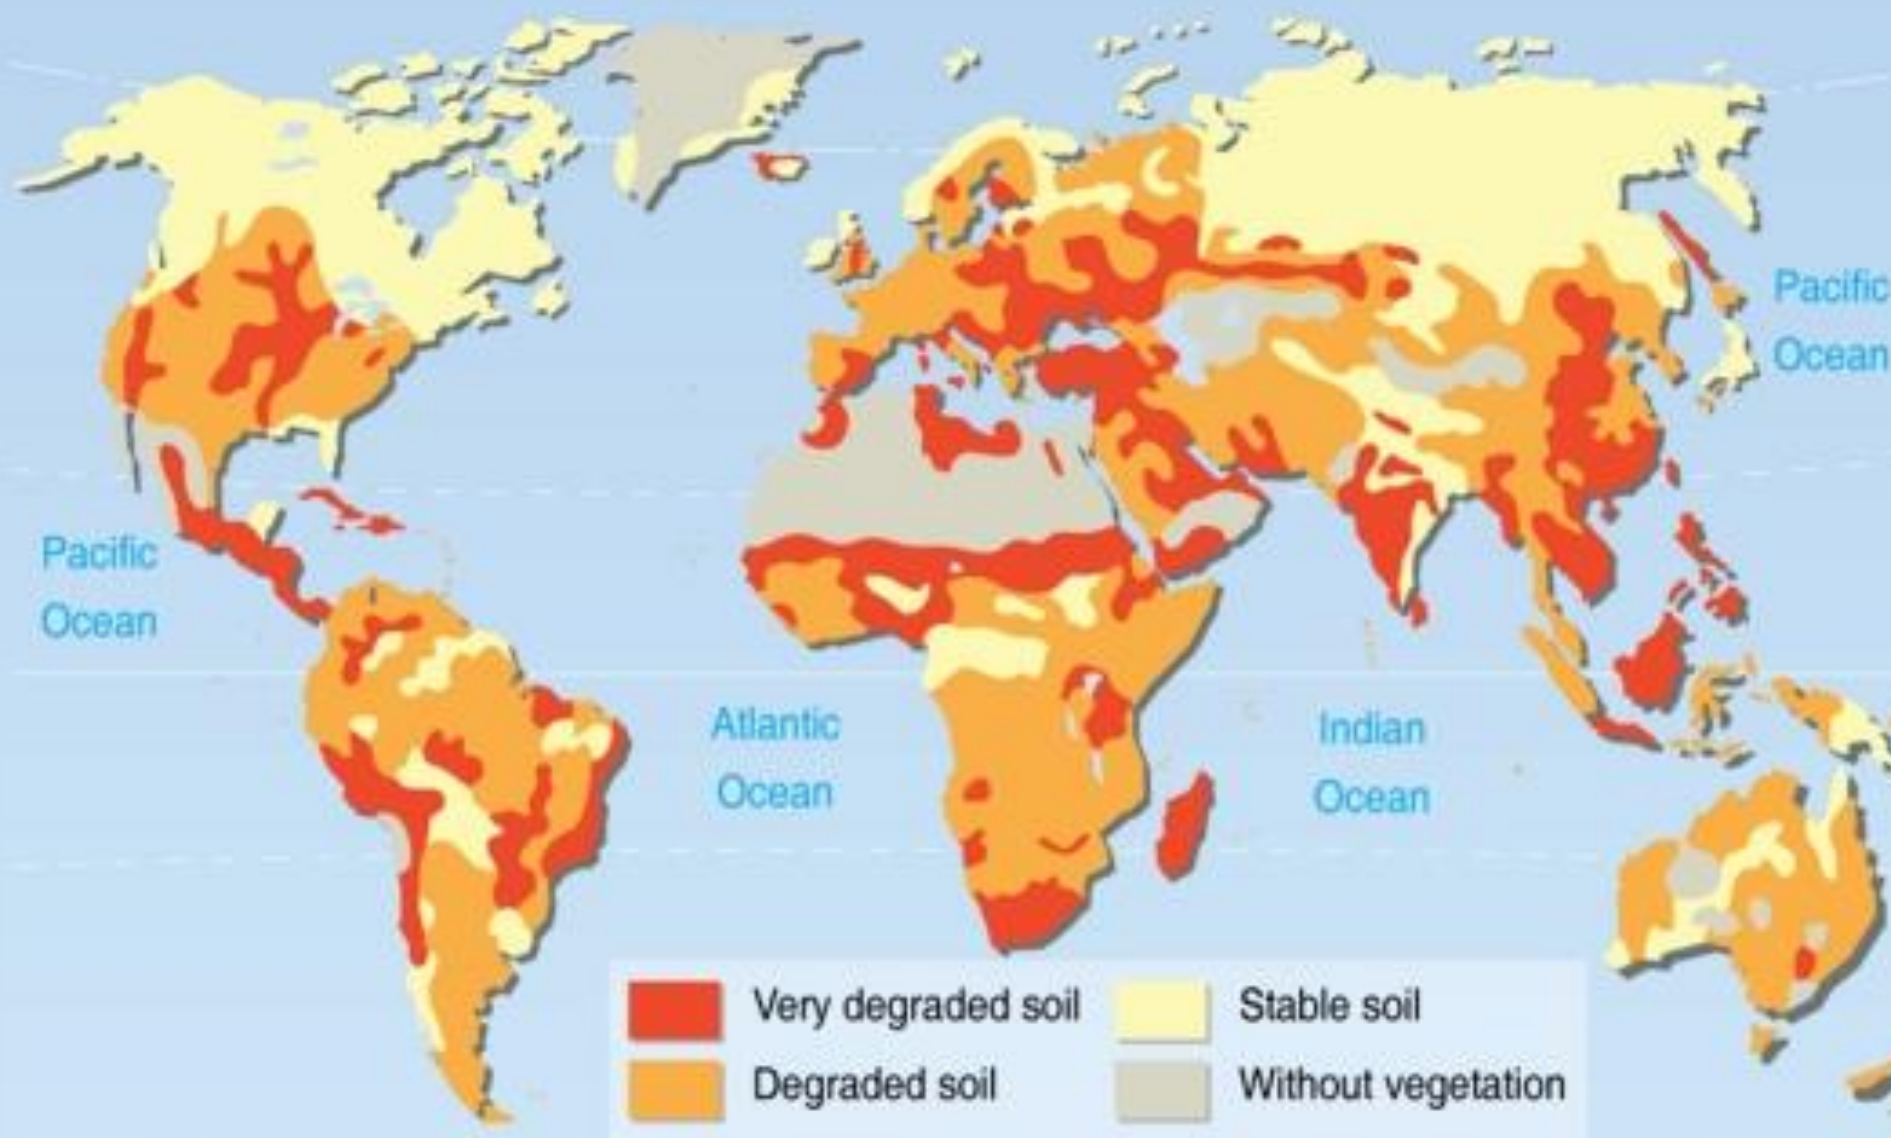 Pacific
Ocean
Pacific
Ocean
Atlantic
Ocean
Indian
Ocean
Very degraded soil
Stable soil
Degraded soil
Without vegetation